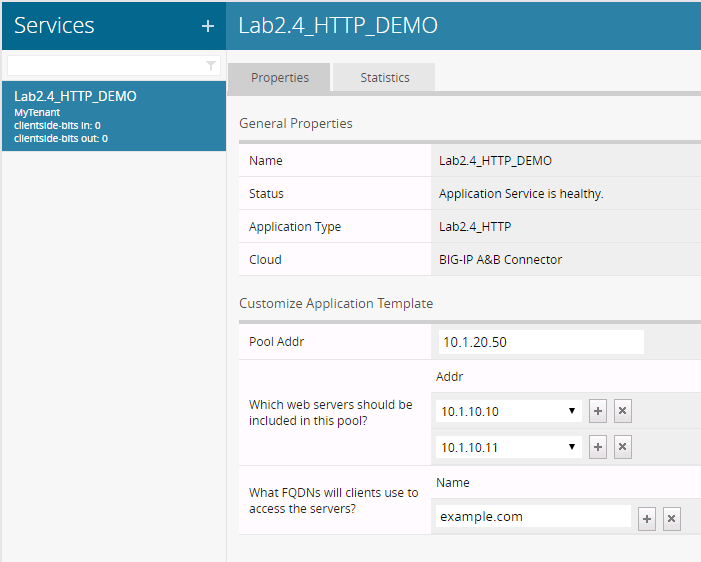 Services +
Lab2.4_HTTP_DEMO
Lab2.4_HTTP_DEMO
MyTenant
clientside-bits in: 0
clientside-bits out: 0
Properties
Statistics
General Properties
Name Lab2.4_HTTP_DEMO
Status Application Service is healthy.
Application Type Lab2.4_HTTP
Cloud BIG-IP A&B Connector
Customize Application Template
Pool Addr 10.1.20.50
Addr
Which web servers should be
included in this pool?
10.1.10.10
10.1.10.11
Name
What FQDNs will clients use to
access the servers?
example.com